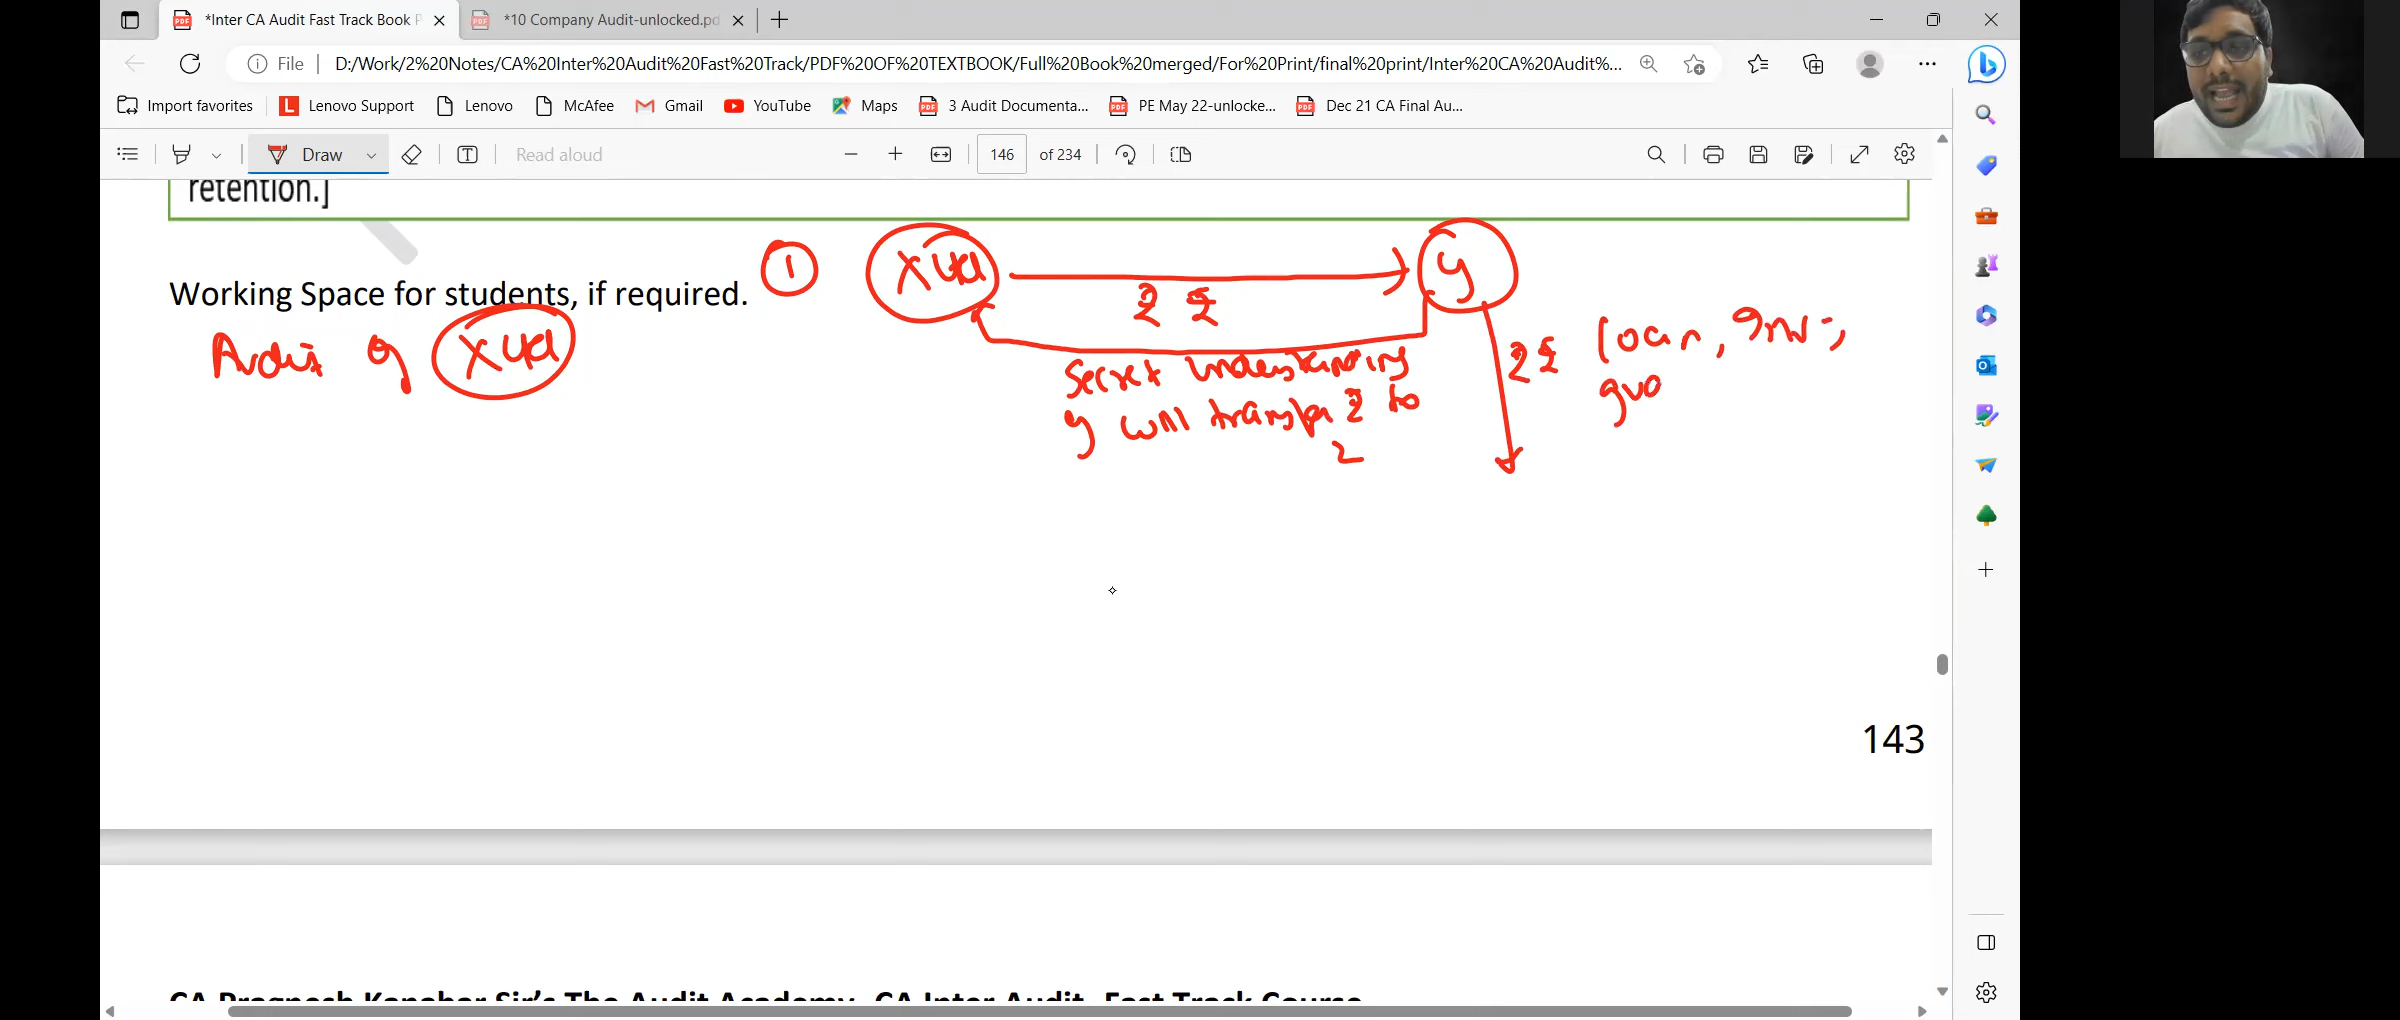 *Inter CA Audit Fast Track Book P
*10 Company Audit-unlocked.pd
File
D:/Work/2%20Notes/CA%20Inter%20Audit%20Fast%20Track/PDF%20OF%20TEXTBOOK/Full%20Book%20merged/For%20Print/final%20print/Inter%20CA%20Audit%...
Import favorites
Lenovo Support
Lenovo
McAfee
Gmail
YouTube
Maps
3 Audit Documenta...
PE May 22-unlocke...
Dec 21 CA Final Au...
Draw
Read aloud
146 of 234
retention.]
1 X Ltd Y
Working Space for students, if required.
Audit of X Ltd
Secret understanding
Y will transfer to
loan,
143
CA Pragnesh Kanabar Sir's The Audit Academy- CA Inter Audit- Fast Track Course